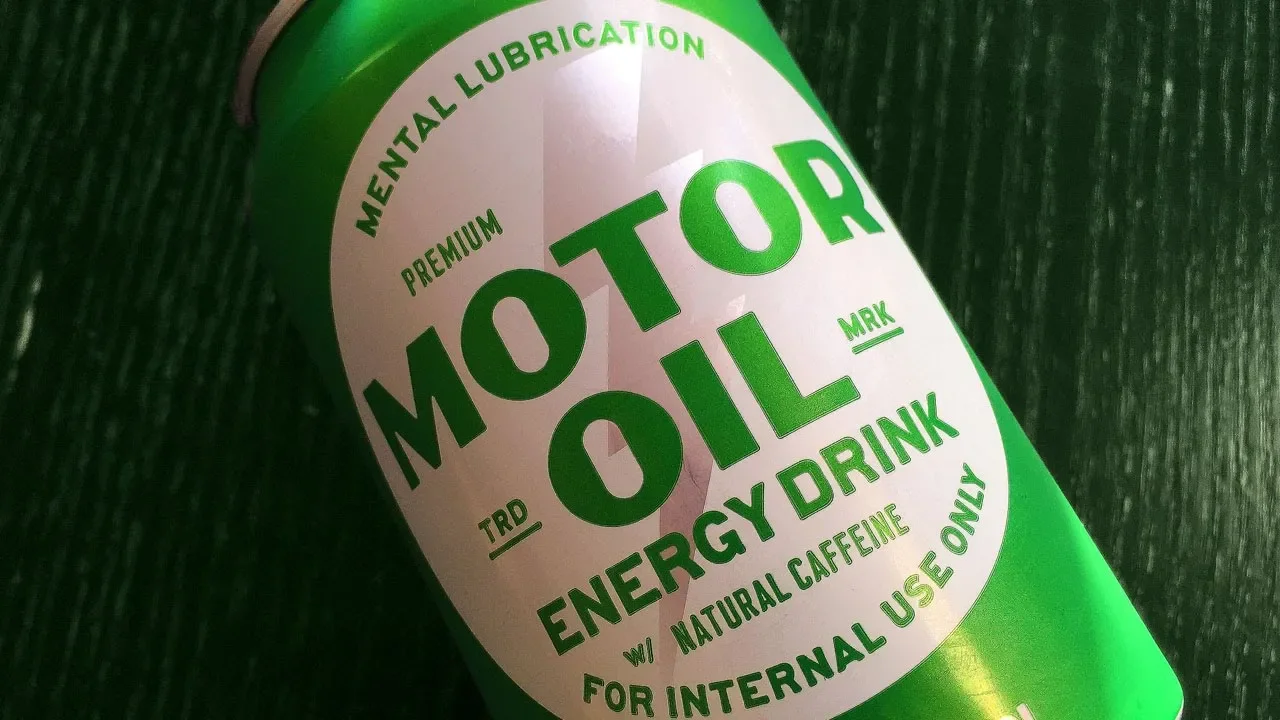 MENTAL LUBRICATION
PREMIUM
MOTOR
OIL
TRD
MRK
ENERGY DRINK
W/ NATURAL CAFFEINE
FOR INTERNAL USE ONLY